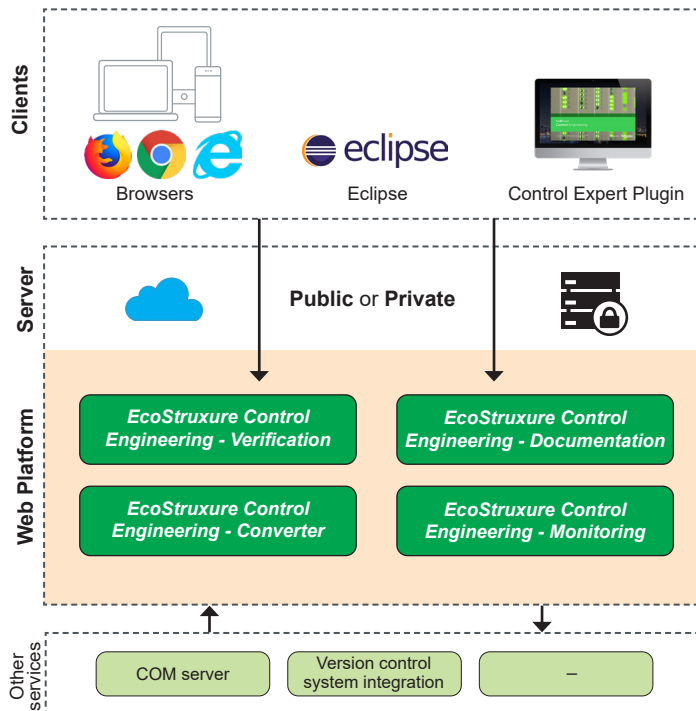 Clients
eclipse
Browsers
Eclipse
Control Expert Plugin
Server
Public or Private
Web Platform
EcoStruxure Control
Engineering - Verification
EcoStruxure Control
Engineering - Documentation
EcoStruxure Control
Engineering - Converter
EcoStruxure Control
Engineering - Monitoring
Other
services
COM server
Version control
system integration
–